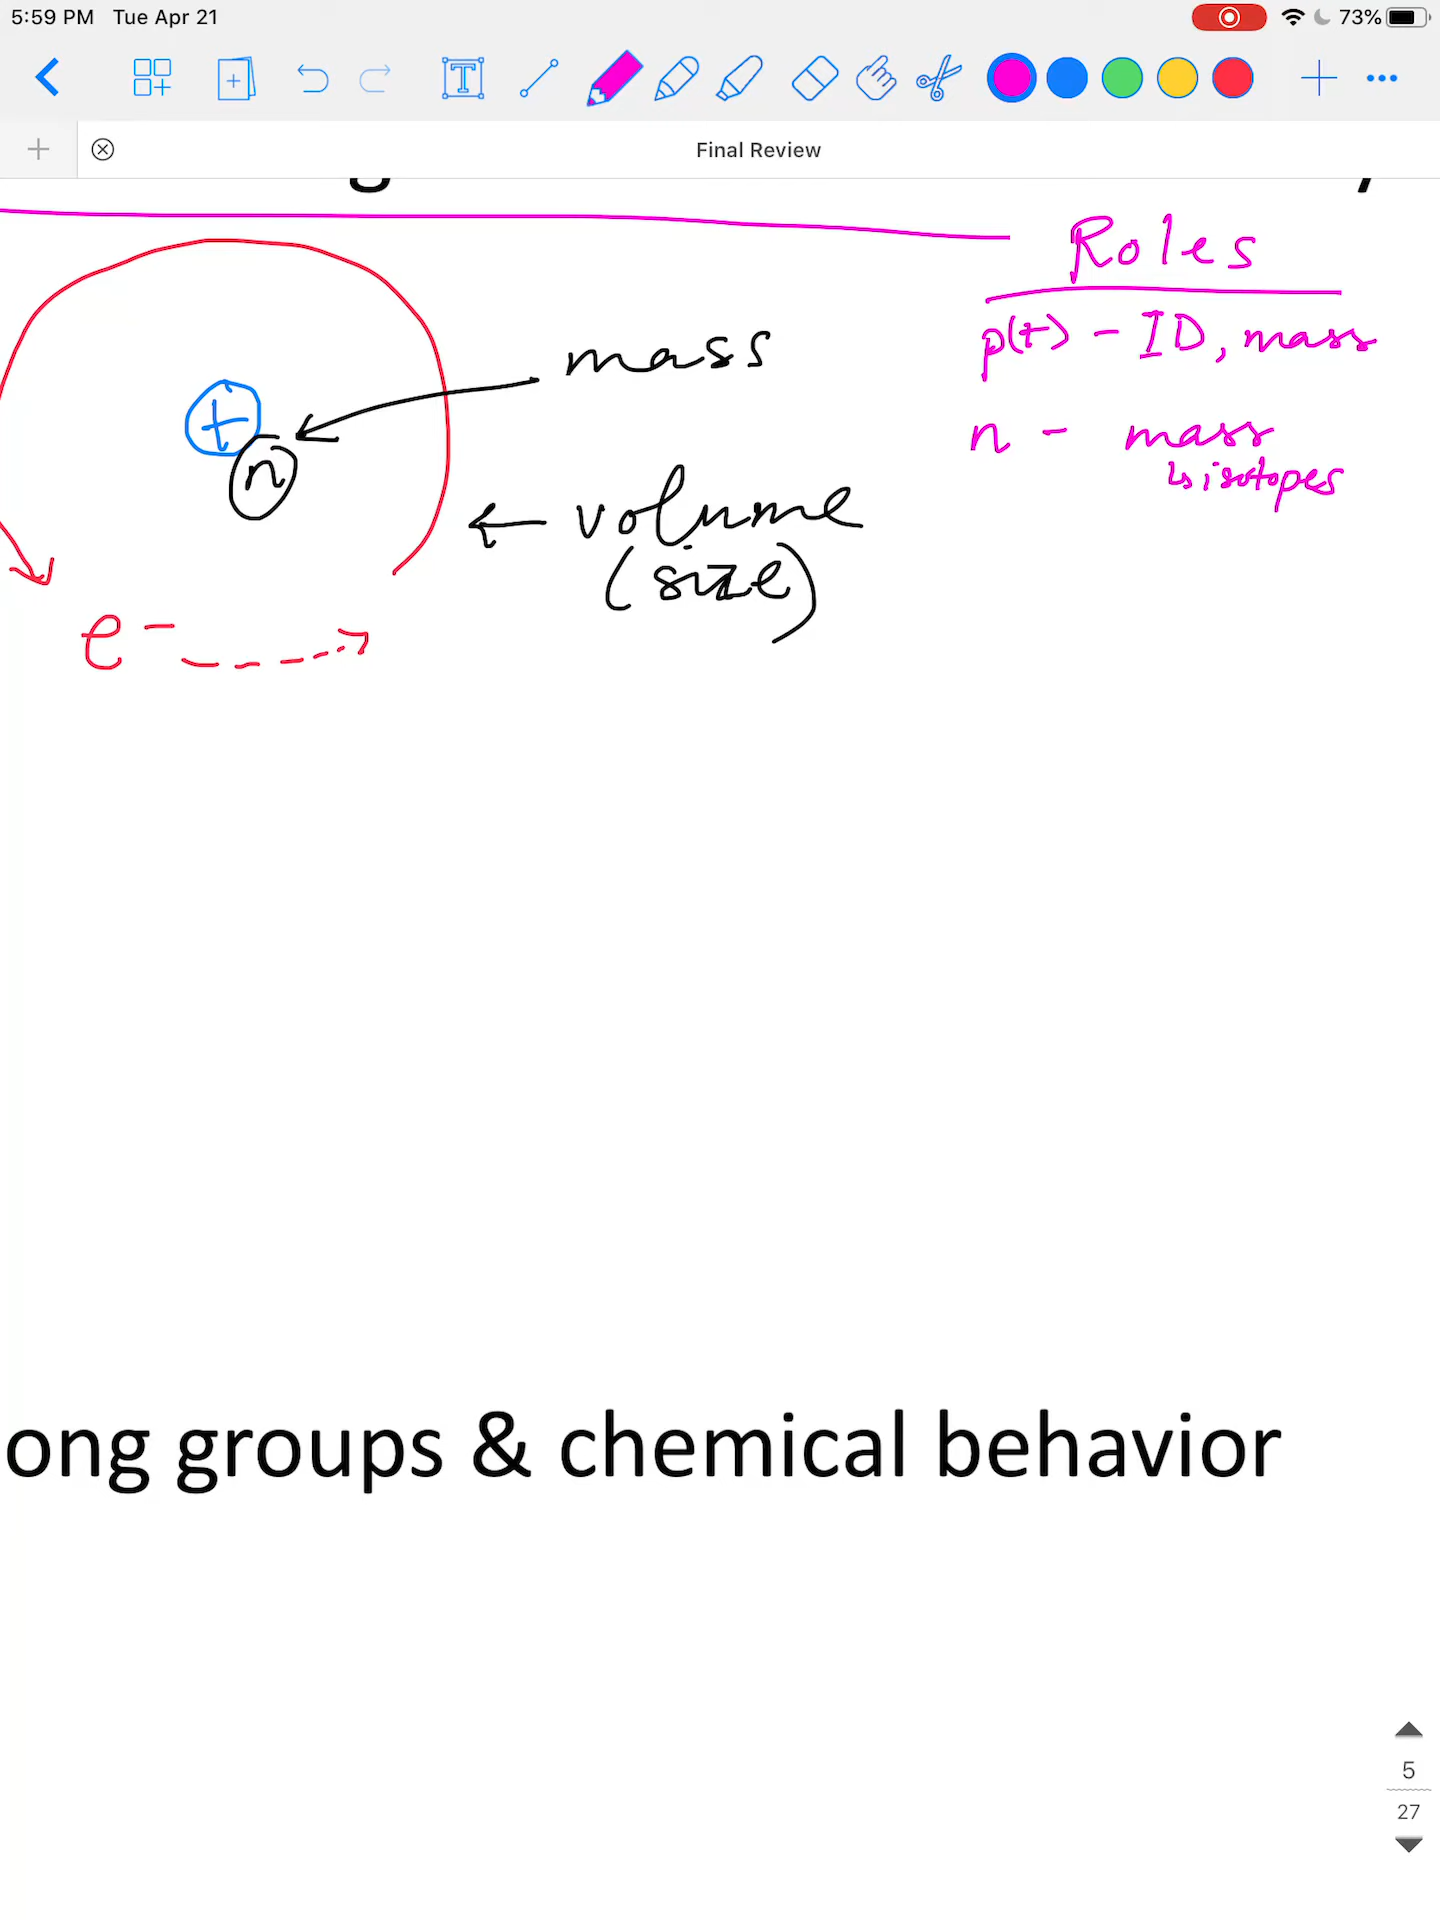 5:59 PM Tue Apr 21
73%
T
Final Review
Roles
p(+) - ID, mass
mass
+
n - mass
n
↳ isotopes
volume
(size)
e-
ong groups & chemical behavior
5
27